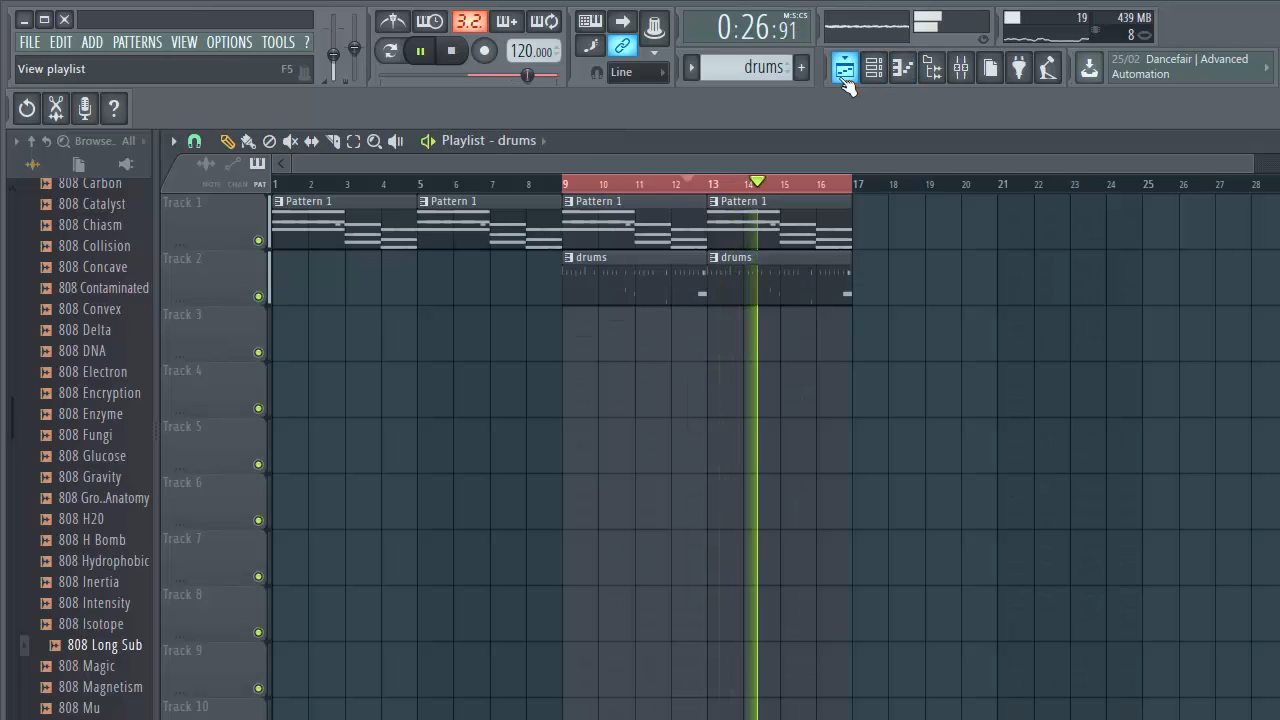 FILE EDIT ADD PATTERNS VIEW OPTIONS TOOLS ?
View playlist F5
3.2.
120.000
Line
0:26:91 M:S:CS
drums
19 439 MB
8
25/02 Dancefair | Advanced
Automation
Browse.. All
Playlist - drums
NOTE CHAN PAT
1 2 3 4 5 6 7 8 9 10 11 12 13 14 15 16 17 18 19 20 21 22 23 24 25 26 27 28
Track 1
Pattern 1 Pattern 1 Pattern 1 Pattern 1
Track 2
drums drums
Track 3
Track 4
Track 5
Track 6
Track 7
Track 8
Track 9
Track 10
808 Carbon
808 Catalyst
808 Chiasm
808 Collision
808 Concave
808 Contaminated
808 Convex
808 Delta
808 DNA
808 Electron
808 Encryption
808 Enzyme
808 Fungi
808 Glucose
808 Gravity
808 Gro..Anatomy
808 H20
808 H Bomb
808 Hydrophobic
808 Inertia
808 Intensity
808 Isotope
808 Long Sub
808 Magic
808 Magnetism
808 Mu